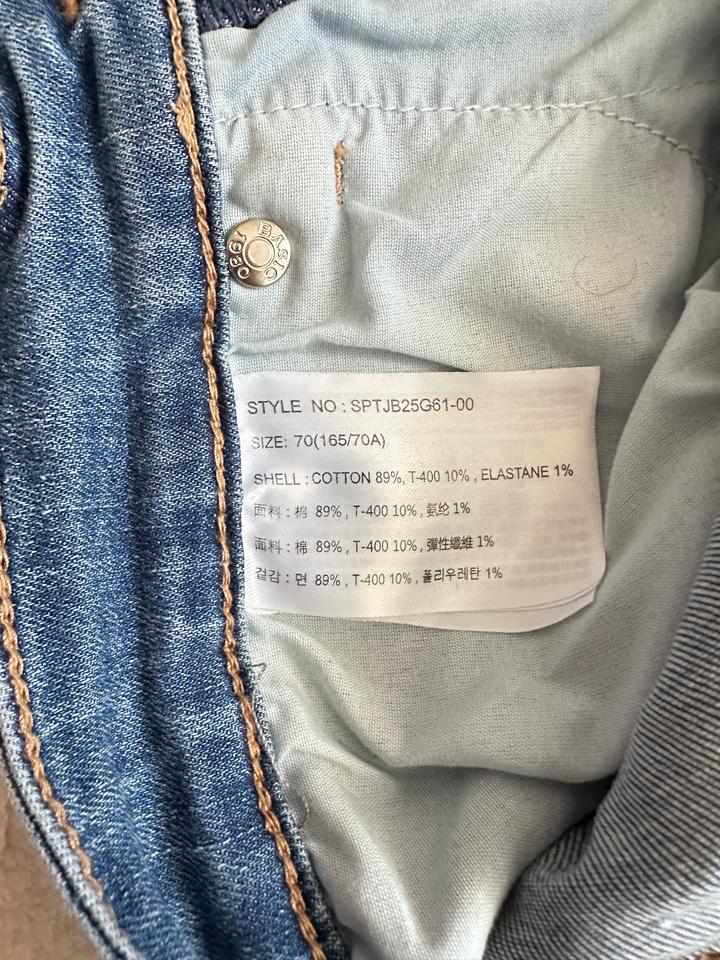 BASIC 1980
STYLE NO : SPTJB25G61-00
SIZE: 70(165/70A)
SHELL : COTTON 89%, T-400 10% , ELASTANE 1%
面料 : 棉 89% , T-400 10% , 氨纶 1%
面料 : 棉 89% , T-400 10% , 彈性纖維 1%
겉감 : 면 89% , T-400 10% , 폴리우레탄 1%